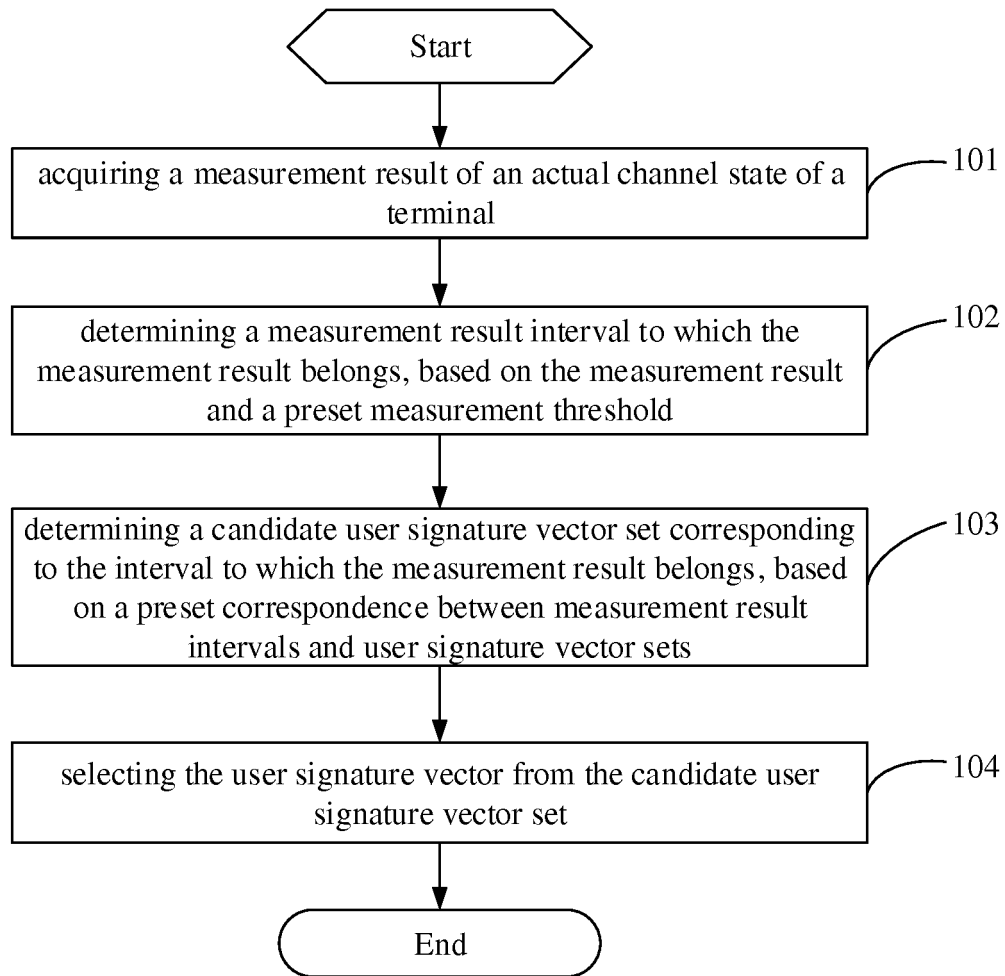 Start
acquiring a measurement result of an actual channel state of a
terminal
101
determining a measurement result interval to which the
measurement result belongs, based on the measurement result
and a preset measurement threshold
102
determining a candidate user signature vector set corresponding
to the interval to which the measurement result belongs, based
on a preset correspondence between measurement result
intervals and user signature vector sets
103
selecting the user signature vector from the candidate user
signature vector set
104
End